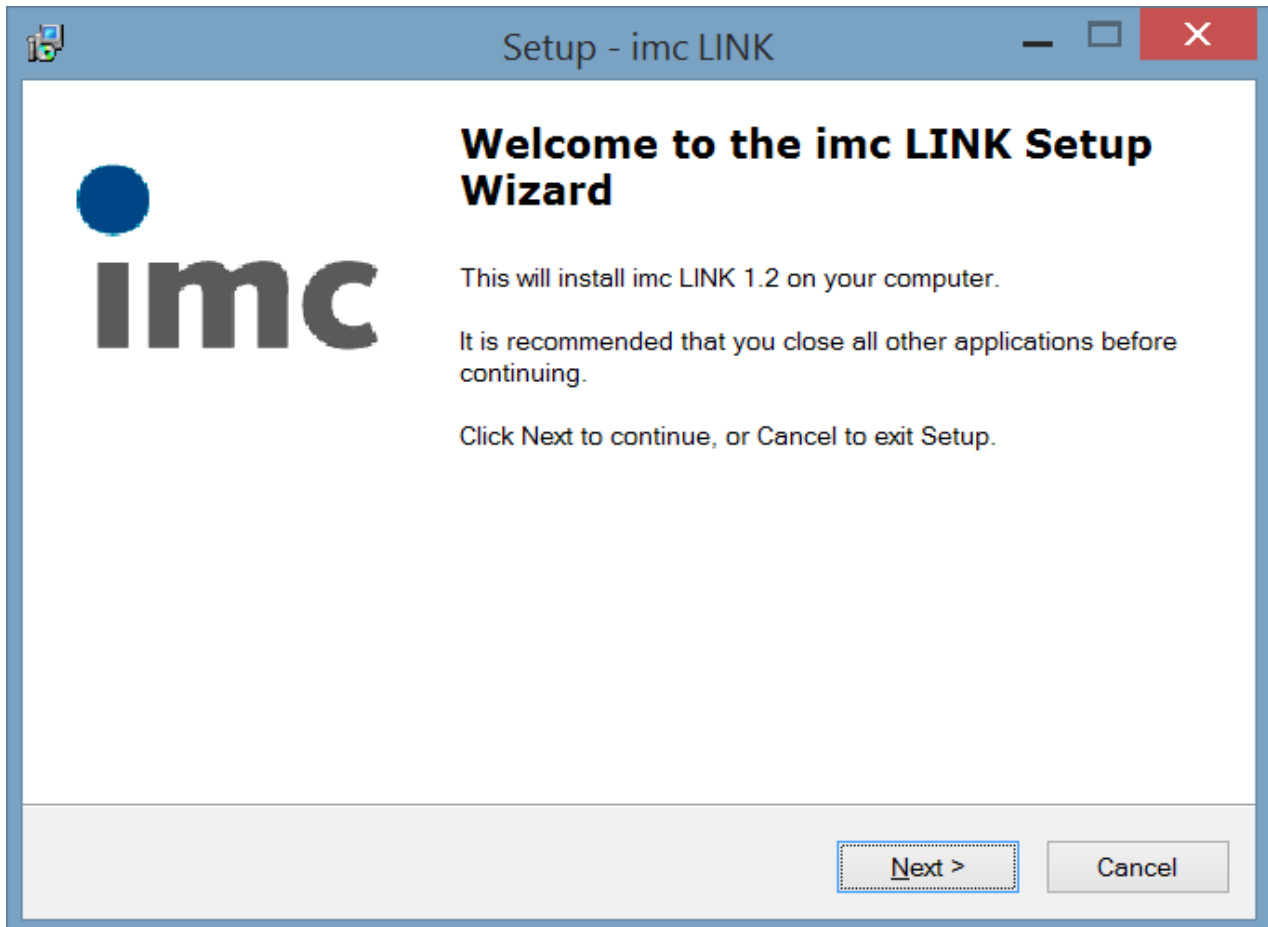 Setup - imc LINK
imc
Welcome to the imc LINK Setup
Wizard
This will install imc LINK 1.2 on your computer.
It is recommended that you close all other applications before
continuing.
Click Next to continue, or Cancel to exit Setup.
Next >
Cancel